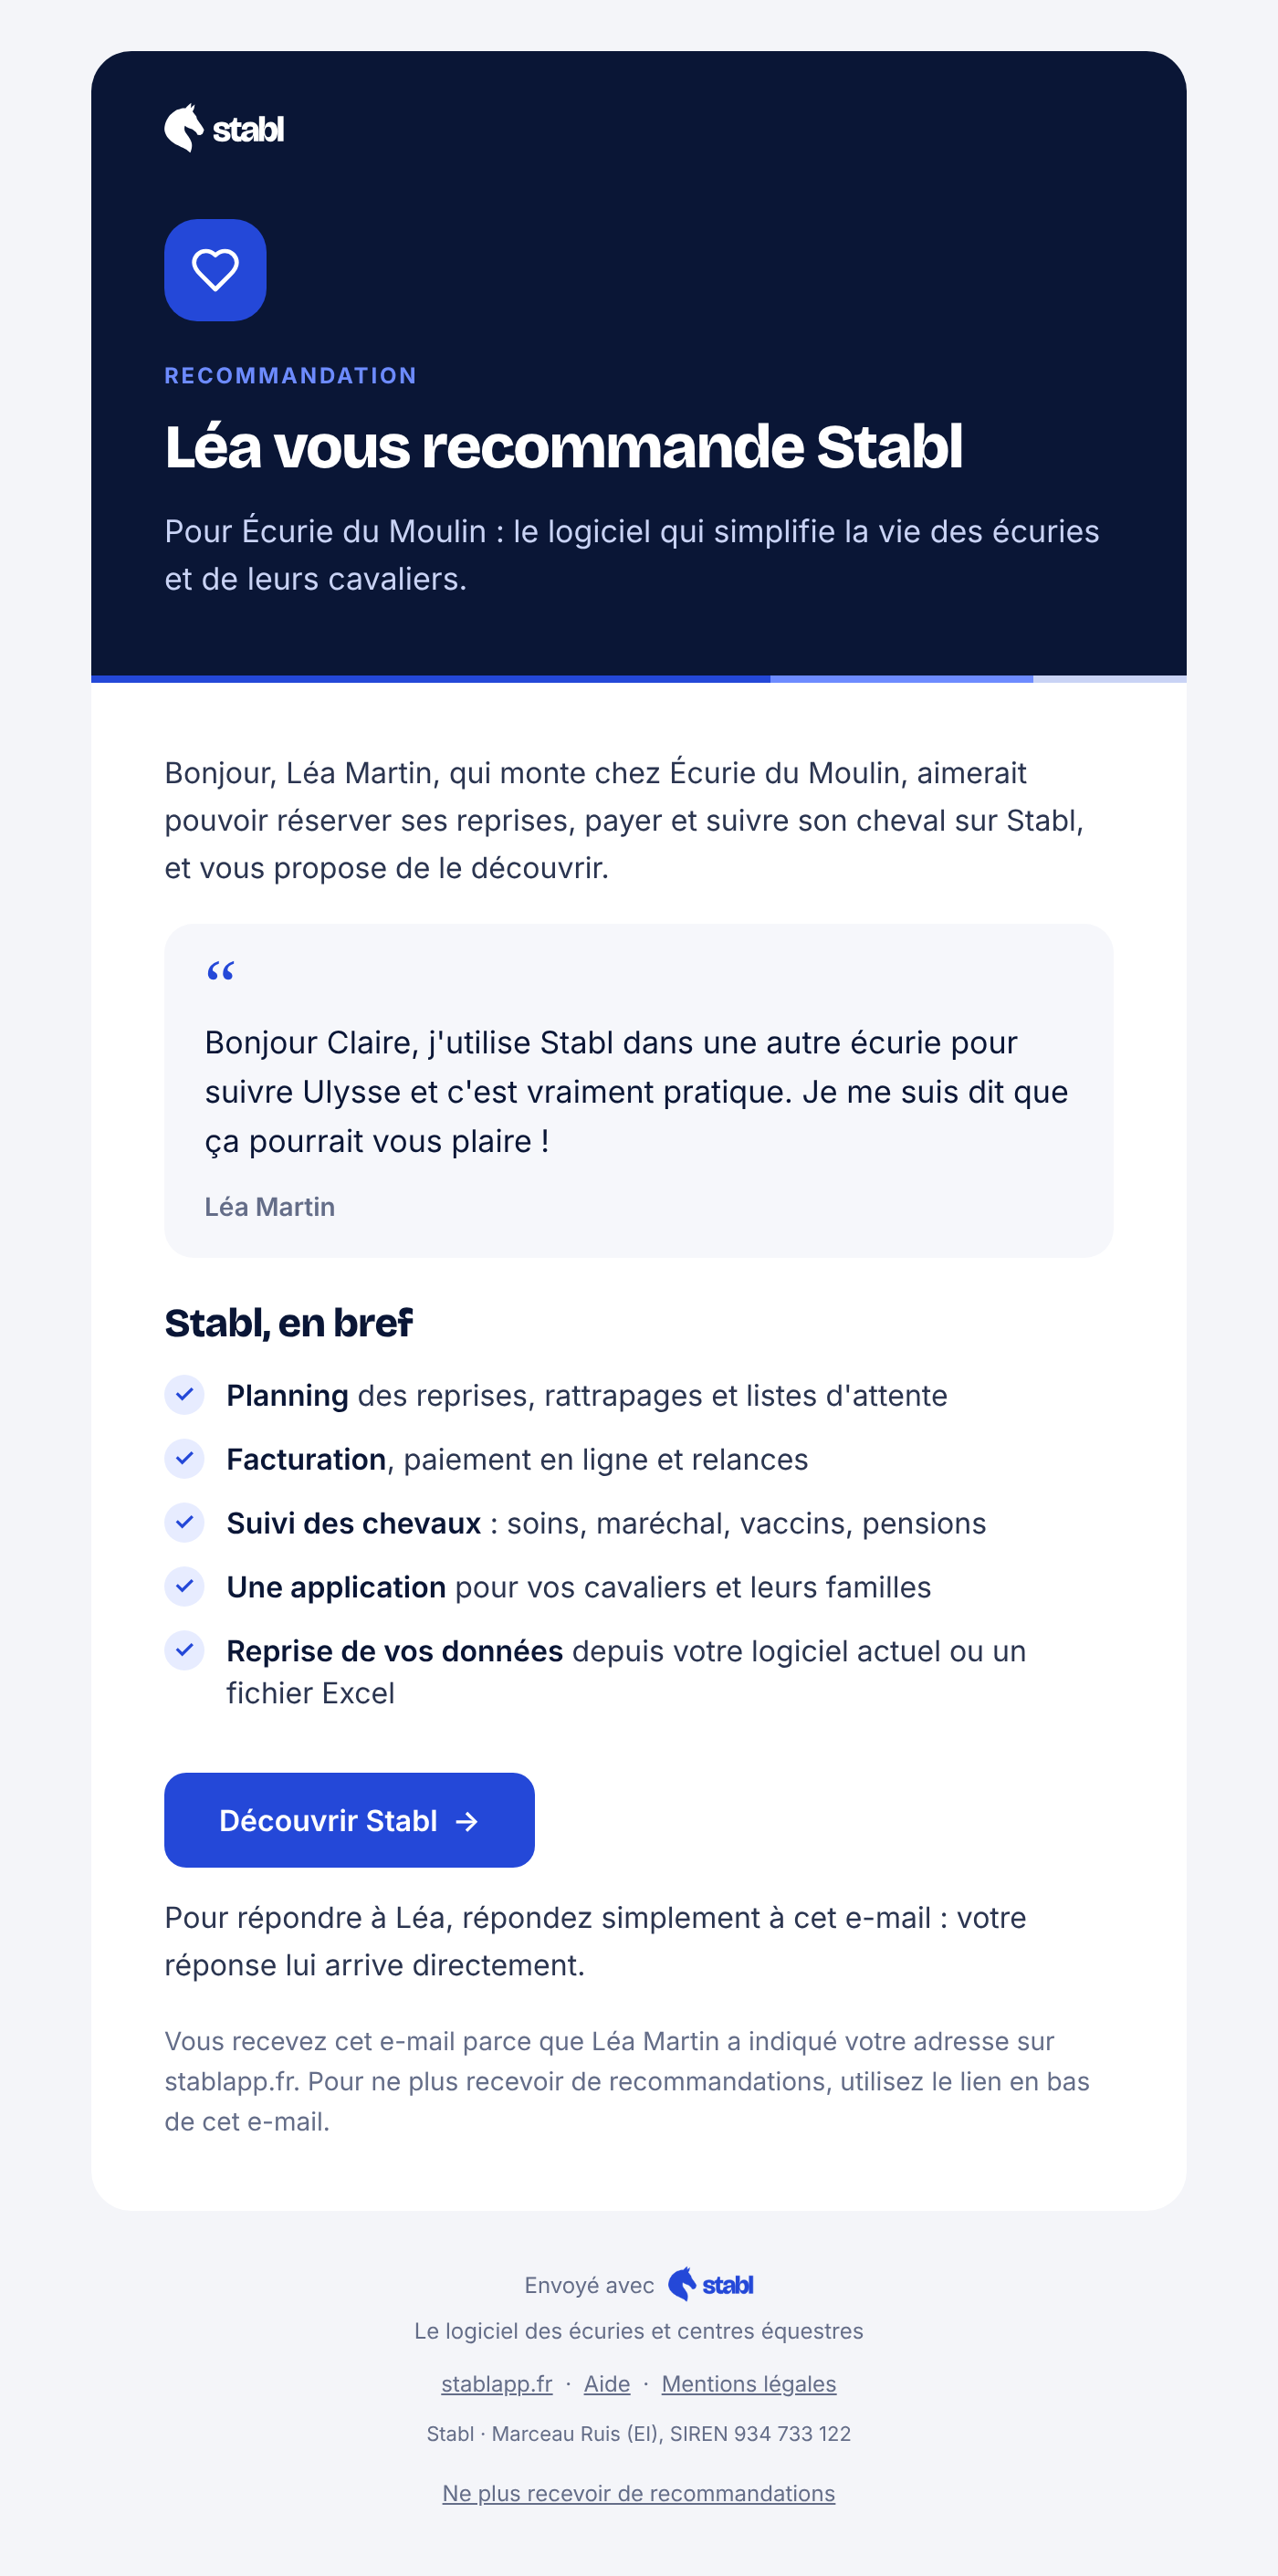 stabl
RECOMMANDATION
Léa vous recommande Stabl
Pour Écurie du Moulin : le logiciel qui simplifie la vie des écuries
et de leurs cavaliers.
Bonjour, Léa Martin, qui monte chez Écurie du Moulin, aimerait
pouvoir réserver ses reprises, payer et suivre son cheval sur Stabl,
et vous propose de le découvrir.
“
Bonjour Claire, j'utilise Stabl dans une autre écurie pour
suivre Ulysse et c'est vraiment pratique. Je me suis dit que
ça pourrait vous plaire !
Léa Martin
Stabl, en bref
Planning des reprises, rattrapages et listes d'attente
Facturation, paiement en ligne et relances
Suivi des chevaux : soins, maréchal, vaccins, pensions
Une application pour vos cavaliers et leurs familles
Reprise de vos données depuis votre logiciel actuel ou un
fichier Excel
Découvrir Stabl →
Pour répondre à Léa, répondez simplement à cet e-mail : votre
réponse lui arrive directement.
Vous recevez cet e-mail parce que Léa Martin a indiqué votre adresse sur
stablapp.fr. Pour ne plus recevoir de recommandations, utilisez le lien en bas
de cet e-mail.
Envoyé avec stabl
Le logiciel des écuries et centres équestres
stablapp.fr · Aide · Mentions légales
Stabl · Marceau Ruis (EI), SIREN 934 733 122
Ne plus recevoir de recommandations